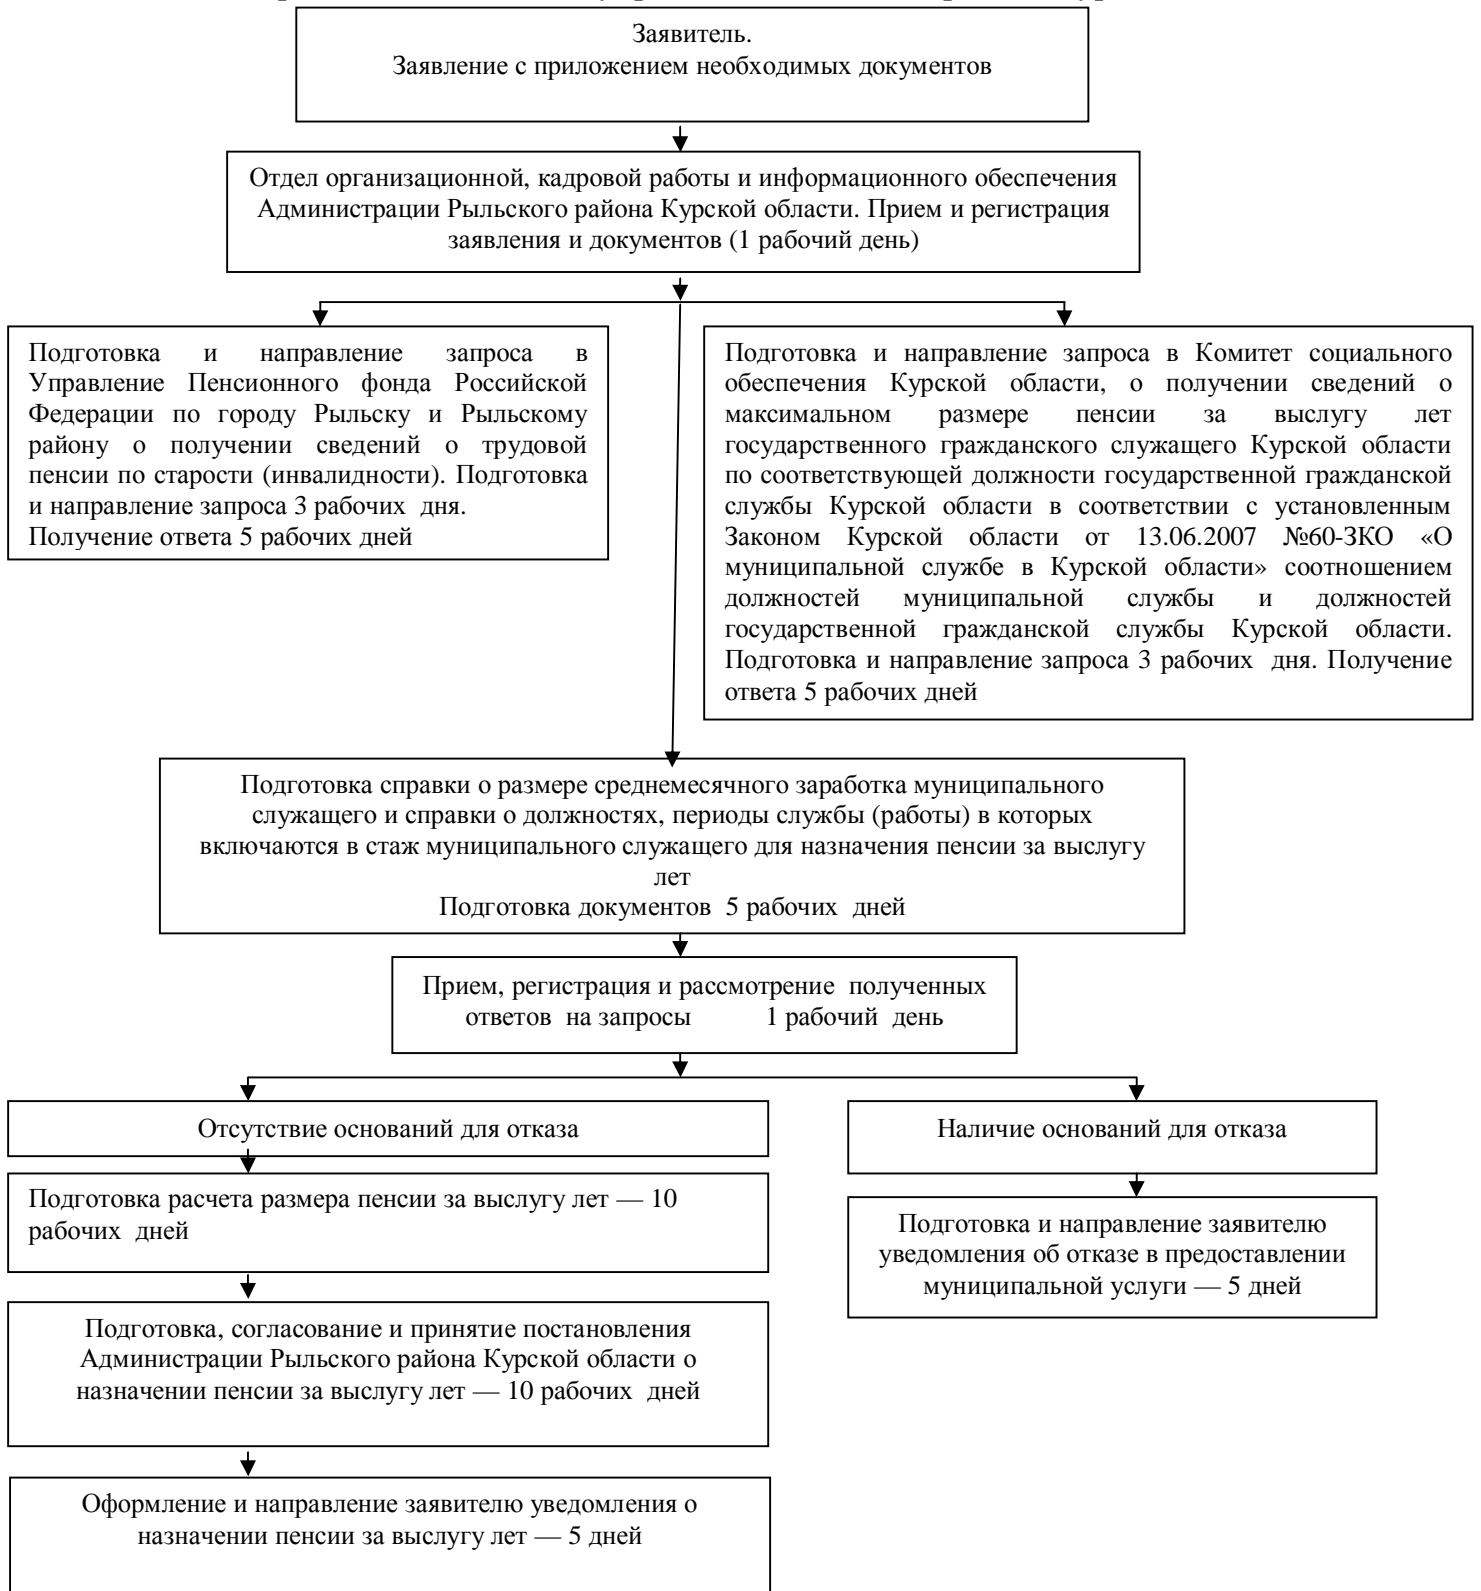 Заявитель.
Заявление с приложением необходимых документов
Отдел организационной, кадровой работы и информационного обеспечения
Администрации Рыльского района Курской области. Прием и регистрация
заявления и документов (1 рабочий день)
Подготовка и направление запроса в
Управление Пенсионного фонда Российской
Федерации по городу Рыльску и Рыльскому
району о получении сведений о трудовой
пенсии по старости (инвалидности). Подготовка
и направление запроса 3 рабочих дня.
Получение ответа 5 рабочих дней
Подготовка и направление запроса в Комитет социального
обеспечения Курской области, о получении сведений о
максимальном размере пенсии за выслугу лет
государственного гражданского служащего Курской области
по соответствующей должности государственной гражданской
службы Курской области в соответствии с установленным
Законом Курской области от 13.06.2007 №60-ЗКО «О
муниципальной службе в Курской области» соотношением
должностей муниципальной службы и должностей
государственной гражданской службы Курской области.
Подготовка и направление запроса 3 рабочих дня. Получение
ответа 5 рабочих дней
Подготовка справки о размере среднемесячного заработка муниципального
служащего и справки о должностях, периоды службы (работы) в которых
включаются в стаж муниципального служащего для назначения пенсии за выслугу
лет
Подготовка документов 5 рабочих дней
Прием, регистрация и рассмотрение полученных
ответов на запросы 1 рабочий день
Отсутствие оснований для отказа
Наличие оснований для отказа
Подготовка расчета размера пенсии за выслугу лет — 10
рабочих дней
Подготовка и направление заявителю
уведомления об отказе в предоставлении
муниципальной услуги — 5 дней
Подготовка, согласование и принятие постановления
Администрации Рыльского района Курской области о
назначении пенсии за выслугу лет — 10 рабочих дней
Оформление и направление заявителю уведомления о
назначении пенсии за выслугу лет — 5 дней